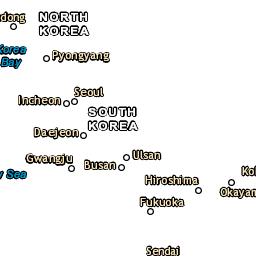 dong
NORTH
KOREA
Korea
Bay
Pyongyang
Seoul
Incheon
SOUTH
KOREA
Daejeon
Gwangju
Ulsan
Busan
Sea
Hiroshima
Okayam
Fukuoka
Sendai